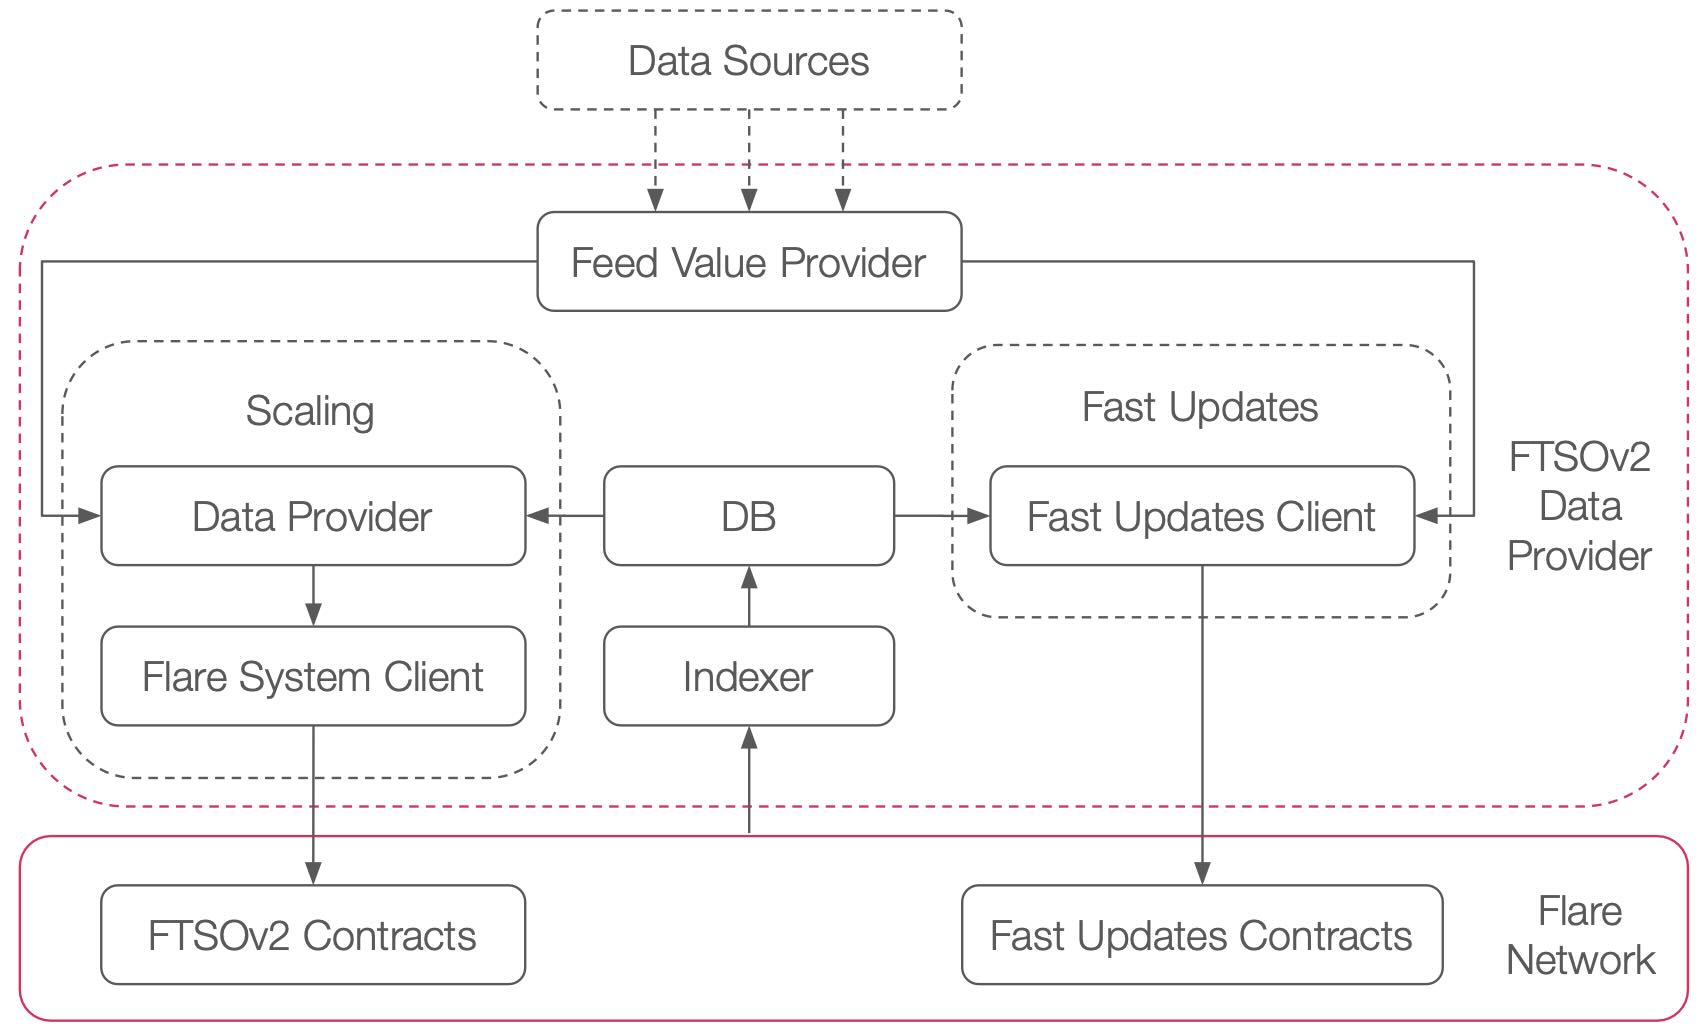 Data Sources
Feed Value Provider
Scaling
Fast Updates
Data Provider
DB
Fast Updates Client
FTSOv2
Data
Provider
Flare System Client
Indexer
FTSOv2 Contracts
Fast Updates Contracts
Flare
Network